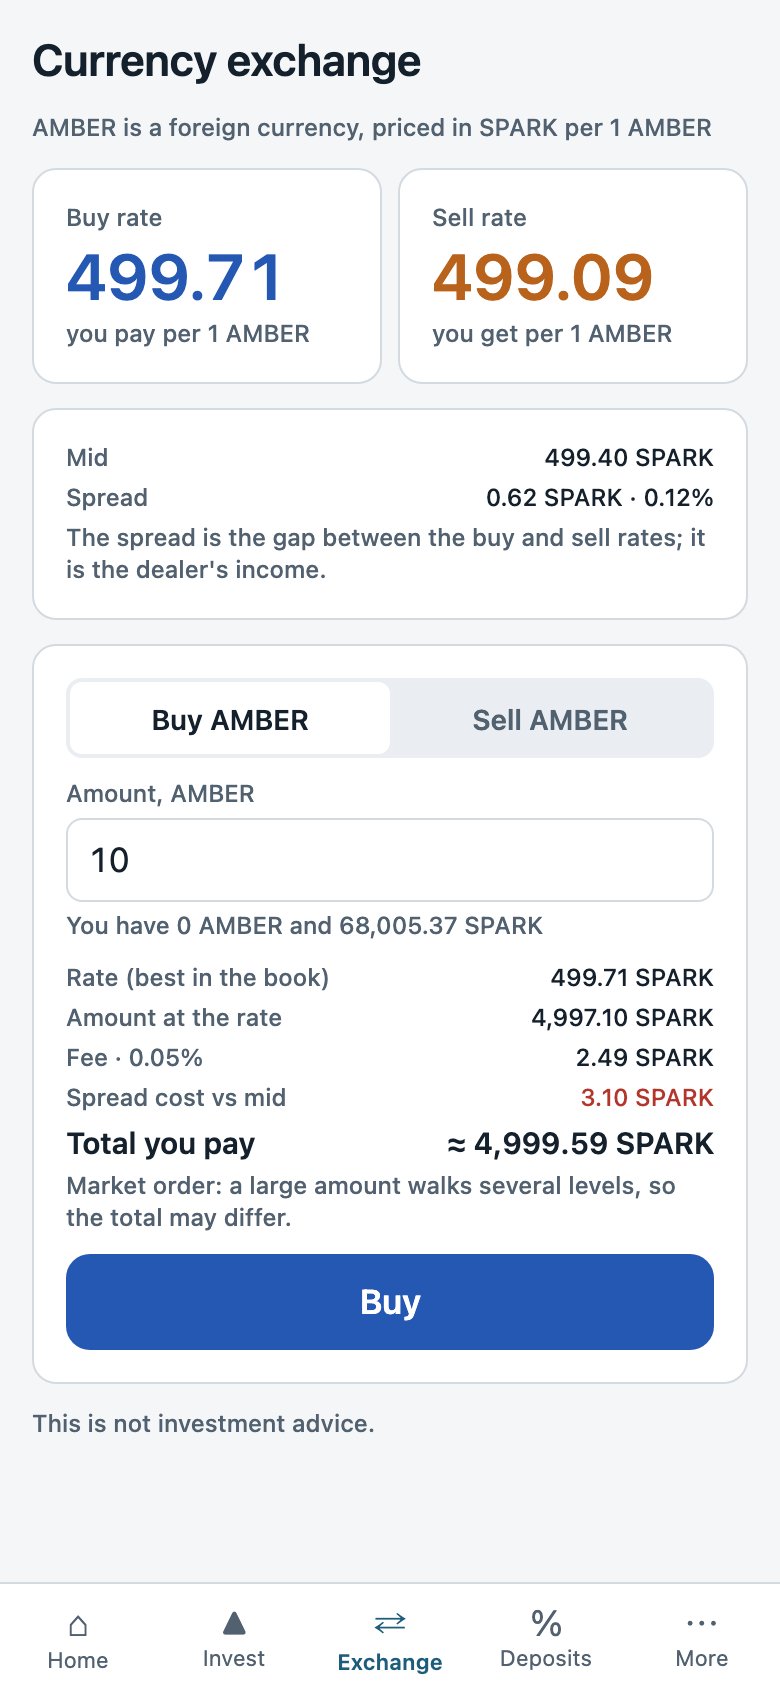 Currency exchange
AMBER is a foreign currency, priced in SPARK per 1 AMBER
Buy rate
499.71
you pay per 1 AMBER
Sell rate
499.09
you get per 1 AMBER
Mid 499.40 SPARK
Spread 0.62 SPARK · 0.12%
The spread is the gap between the buy and sell rates; it
is the dealer's income.
Buy AMBER Sell AMBER
Amount, AMBER
10
You have 0 AMBER and 68,005.37 SPARK
Rate (best in the book) 499.71 SPARK
Amount at the rate 4,997.10 SPARK
Fee · 0.05% 2.49 SPARK
Spread cost vs mid 3.10 SPARK
Total you pay ≈ 4,999.59 SPARK
Market order: a large amount walks several levels, so
the total may differ.
Buy
This is not investment advice.
Home Invest Exchange Deposits More